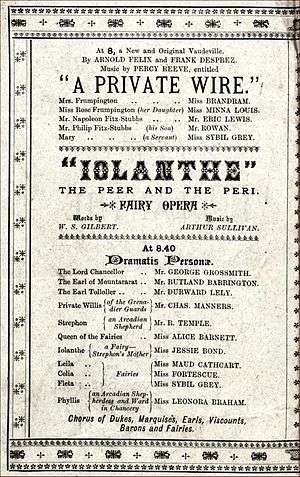 At 8, a New and Original Vaudeville.
By ARNOLD FELIX and FRANK DESPREZ.
Music by PERCY REEVE, entitled
"A PRIVATE WIRE."
Mrs. Frumpington .. .. .. Miss BRANDRAM.
Miss Rose Frumpington (her Daughter) Miss MINNA LOUIS.
Mr. Napoleon Fitz-Stubbs .. .. Mr. ERIC LEWIS.
Mr. Philip Fitz-Stubbs (his Son) Mr. ROWAN.
Mary .. .. (a Servant) Miss SYBIL GREY.
"IOLANTHE"
THE PEER AND THE PERI.
FAIRY OPERA
Words by Music by
W. S. GILBERT. ARTHUR SULLIVAN.
At 8.40
Dramatis Personæ.
The Lord Chancellor .. Mr. GEORGE GROSSMITH.
The Earl of Mountararat .. Mr. RUTLAND BARRINGTON.
The Earl Tolloller .. .. Mr. DURWARD LELY.
Private Willis {of the Grenadier Guards} Mr. CHAS. MANNERS.
Strephon {an Arcadian Shepherd} Mr. R. TEMPLE.
Queen of the Fairies .. Miss ALICE BARNETT.
Iolanthe {a Fairy—Strephon's Mother} Miss JESSIE BOND.
Leila .. Miss MAUD CATHCART.
Celia .. Fairies Miss FORTESCUE.
Fleta .. Miss SYBIL GREY.
Phyllis {an Arcadian Shepherdess and Ward in Chancery} Miss LEONORA BRAHAM.
Chorus of Dukes, Marquises, Earls, Viscounts,
Barons and Fairies.